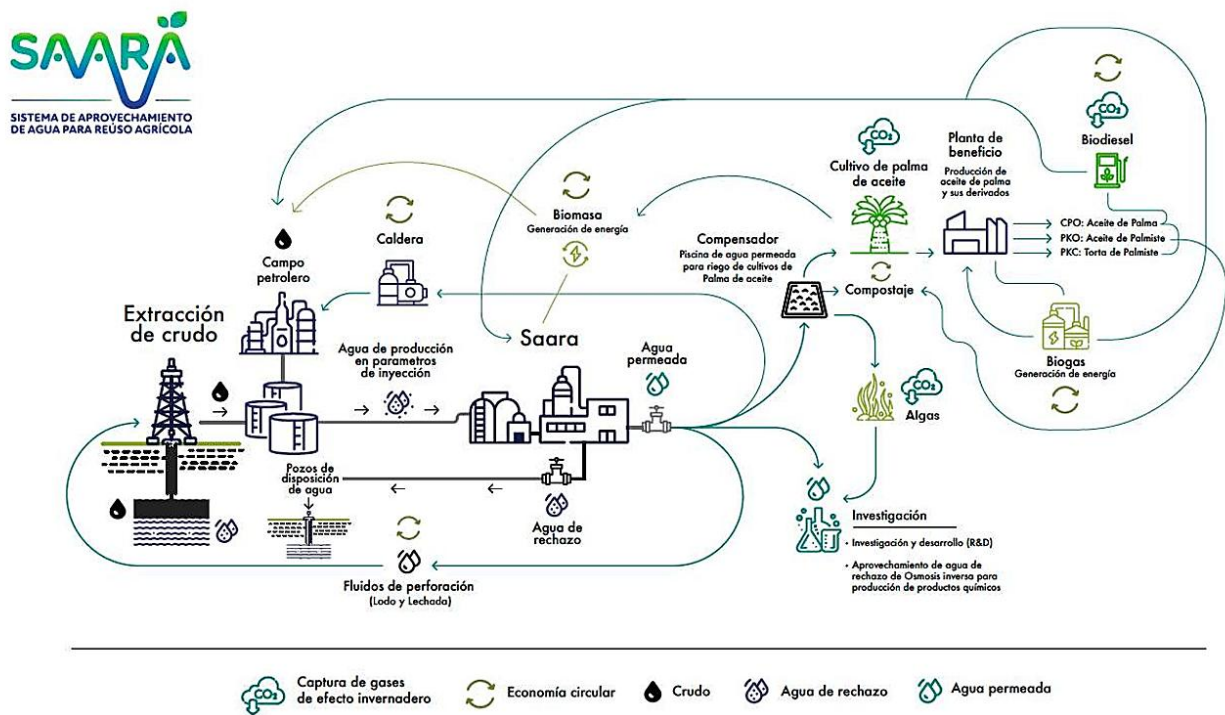 SAARA
SISTEMA DE APROVECHAMIENTO
DE AGUA PARA REÚSO AGRÍCOLA
CO₂
Biodiesel
CO₂
Cultivo de palma
de aceite
Planta de
beneficio
Producción
de aceite de palma
y sus derivados
CPO: Aceite de Palma
PKO: Aceite de Palmiste
PKC: Torta de Palmiste
Biomasa
Generación de energía
Caldera
Compensador
Piscina de agua permeada
para riego de cultivos de
Palma de aceite
Campo
petrolero
Compostaje
Extracción
de crudo
Saara
Agua de producción
en parametros
de inyección
Agua
permeada
Biogas
Generación de energía
CO₂
Algas
Pozos de
disposición
de agua
Agua de
rechazo
Fluidos de perforación
(Lodo y Lechada)
Investigación
• Investigación y desarrollo (R&D)
• Aprovechamiento de agua de
rechazo de Osmosis inversa para
producción de productos químicos
CO₂
Captura de gases
de efecto invernadero
Economía circular
Crudo
Agua de rechazo
Agua permeada